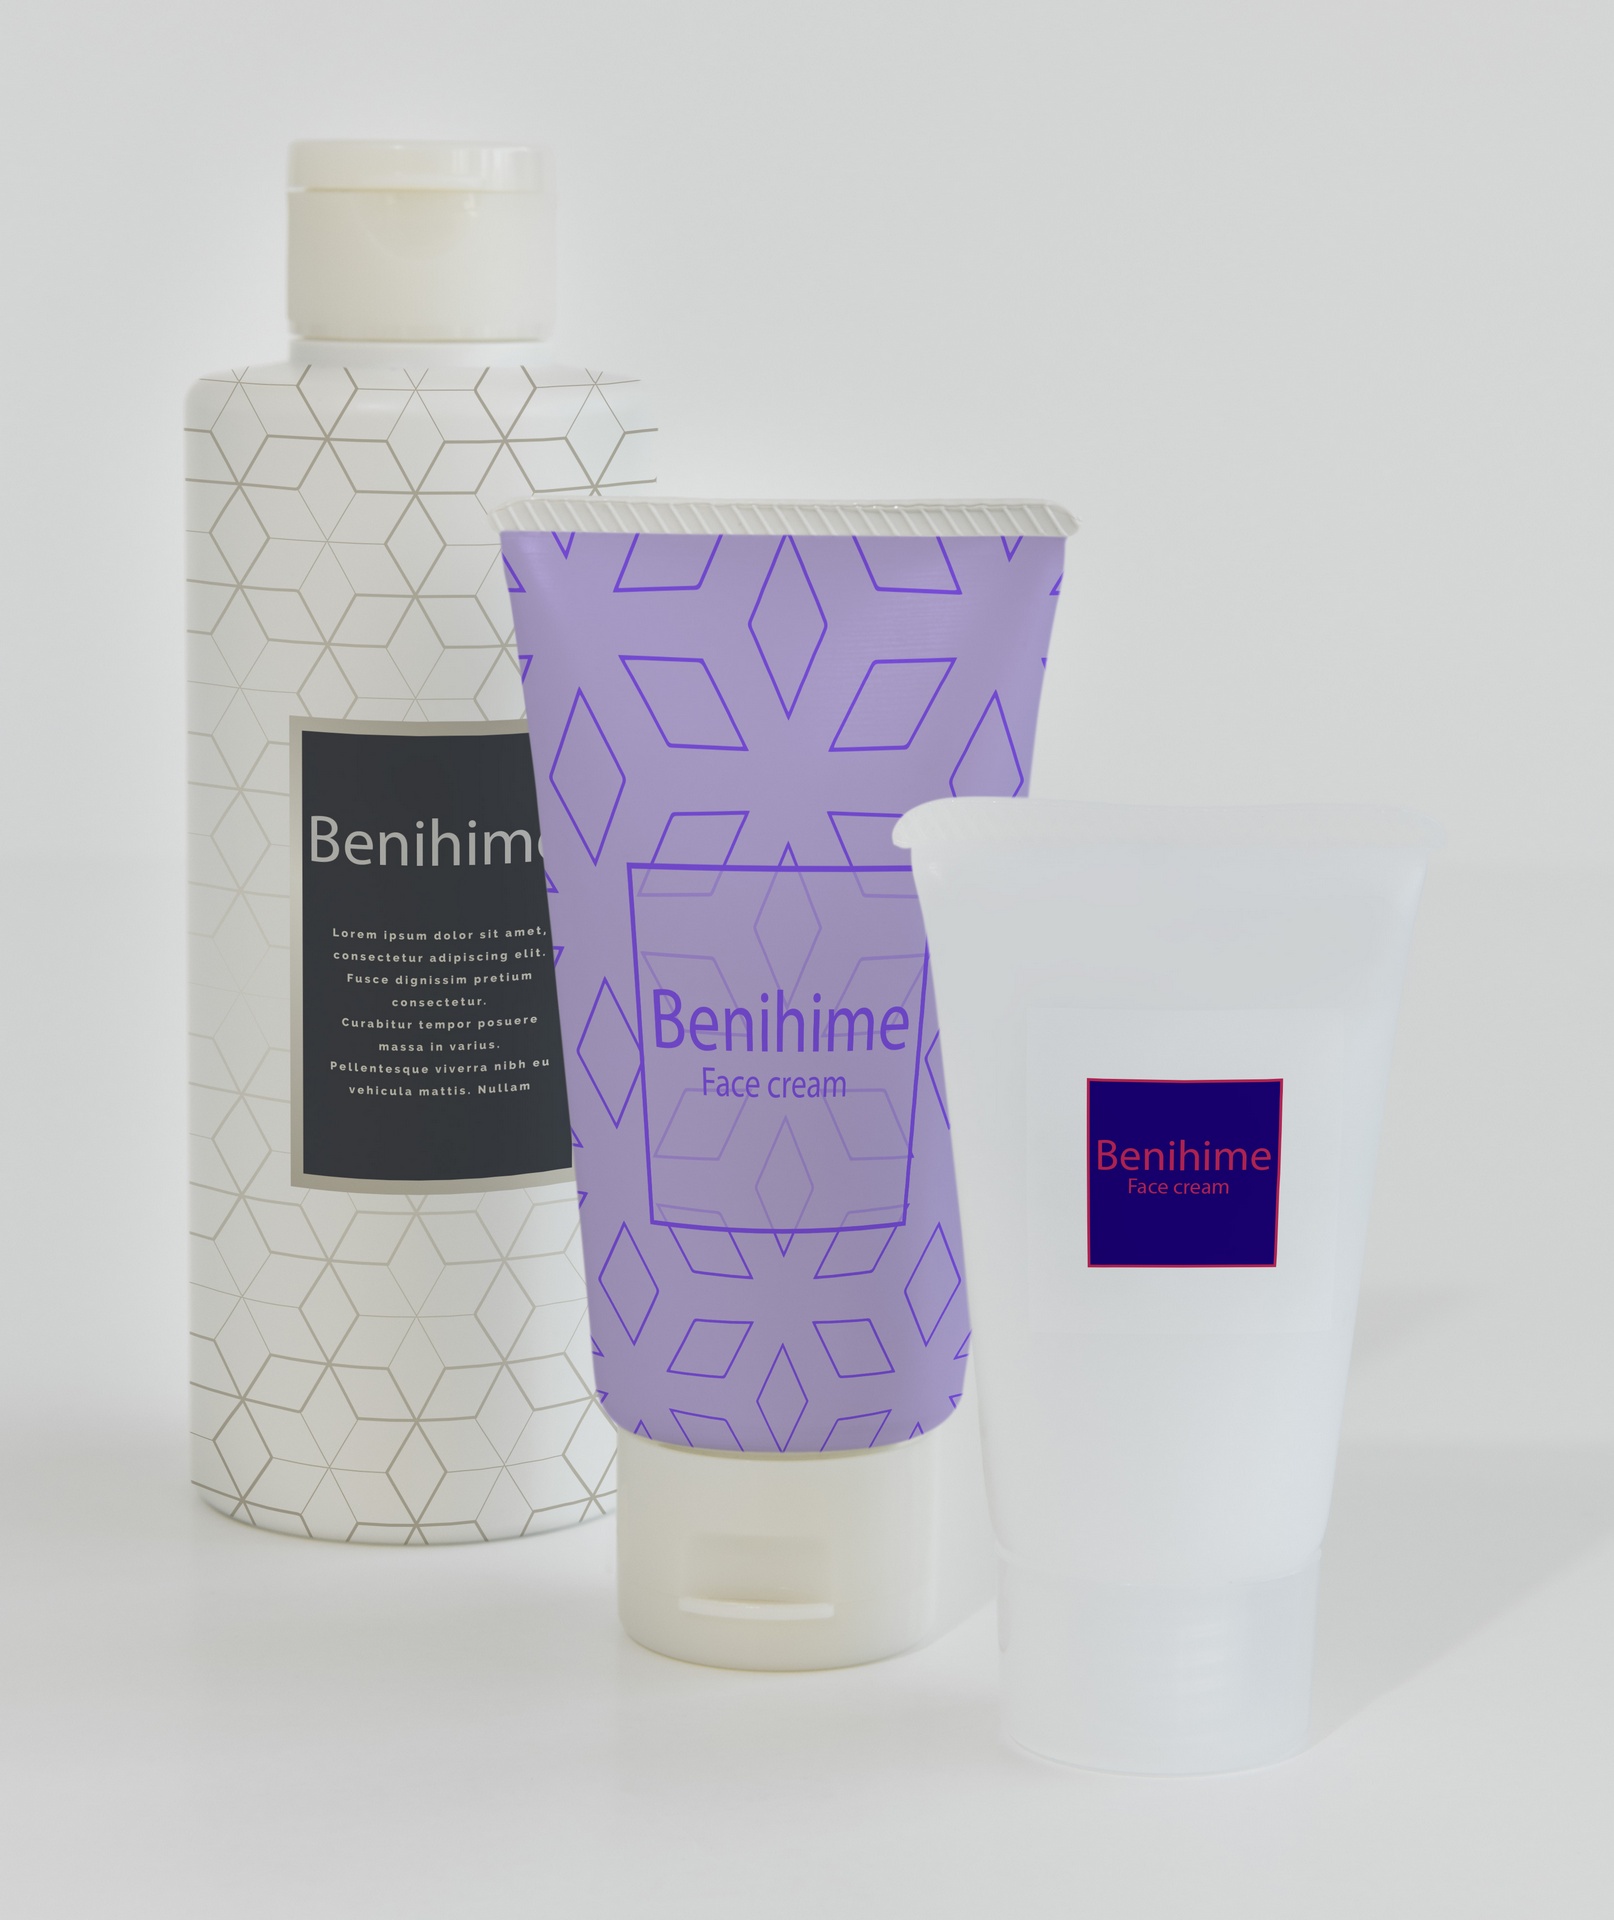 Benihime
Lorem ipsum dolor sit amet,
consectetur adipiscing elit.
Fusce dignissim pretium
consectetur.
Curabitur tempor posuere
massa in varius.
Pellentesque viverra nibh eu
vehicula mattis. Nullam
Benihime
Face cream
Benihime
Face cream